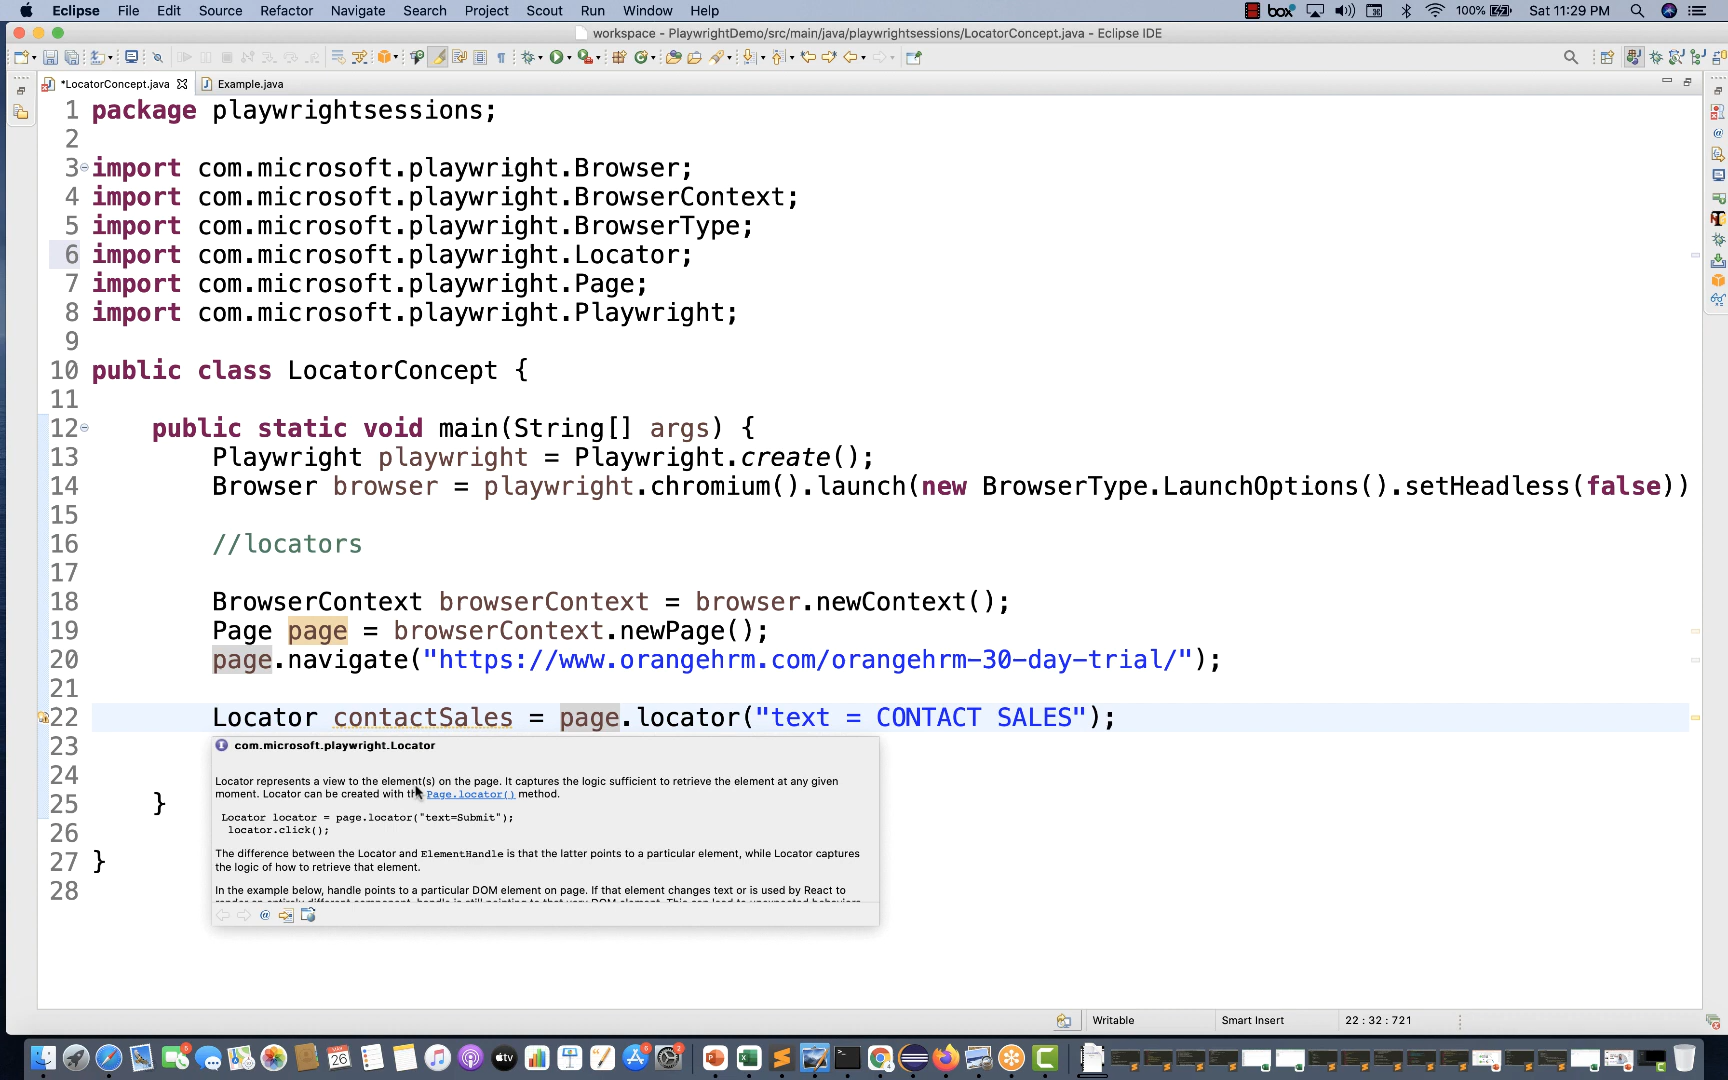 Eclipse File Edit Source Refactor Navigate Search Project Scout Run Window Help
box 100% Sat 11:29 PM
workspace - PlaywrightDemo/src/main/java/playwrightsessions/LocatorConcept.java - Eclipse IDE
*LocatorConcept.java Example.java
1 package playwrightsessions;
2
3 import com.microsoft.playwright.Browser;
4 import com.microsoft.playwright.BrowserContext;
5 import com.microsoft.playwright.BrowserType;
6 import com.microsoft.playwright.Locator;
7 import com.microsoft.playwright.Page;
8 import com.microsoft.playwright.Playwright;
9
10 public class LocatorConcept {
11
12 public static void main(String[] args) {
13 Playwright playwright = Playwright.create();
14 Browser browser = playwright.chromium().launch(new BrowserType.LaunchOptions().setHeadless(false))
15
16 //locators
17
18 BrowserContext browserContext = browser.newContext();
19 Page page = browserContext.newPage();
20 page.navigate("https://www.orangehrm.com/orangehrm-30-day-trial/");
21
22 Locator contactSales = page.locator("text = CONTACT SALES");
23
24
25 }
26
27 }
28
com.microsoft.playwright.Locator
Locator represents a view to the element(s) on the page. It captures the logic sufficient to retrieve the element at any given
moment. Locator can be created with the Page.locator() method.
Locator locator = page.locator("text=Submit");
locator.click();
The difference between the Locator and ElementHandle is that the latter points to a particular element, while Locator captures
the logic of how to retrieve that element.
In the example below, handle points to a particular DOM element on page. If that element changes text or is used by React to
Writable Smart Insert 22 : 32 : 721